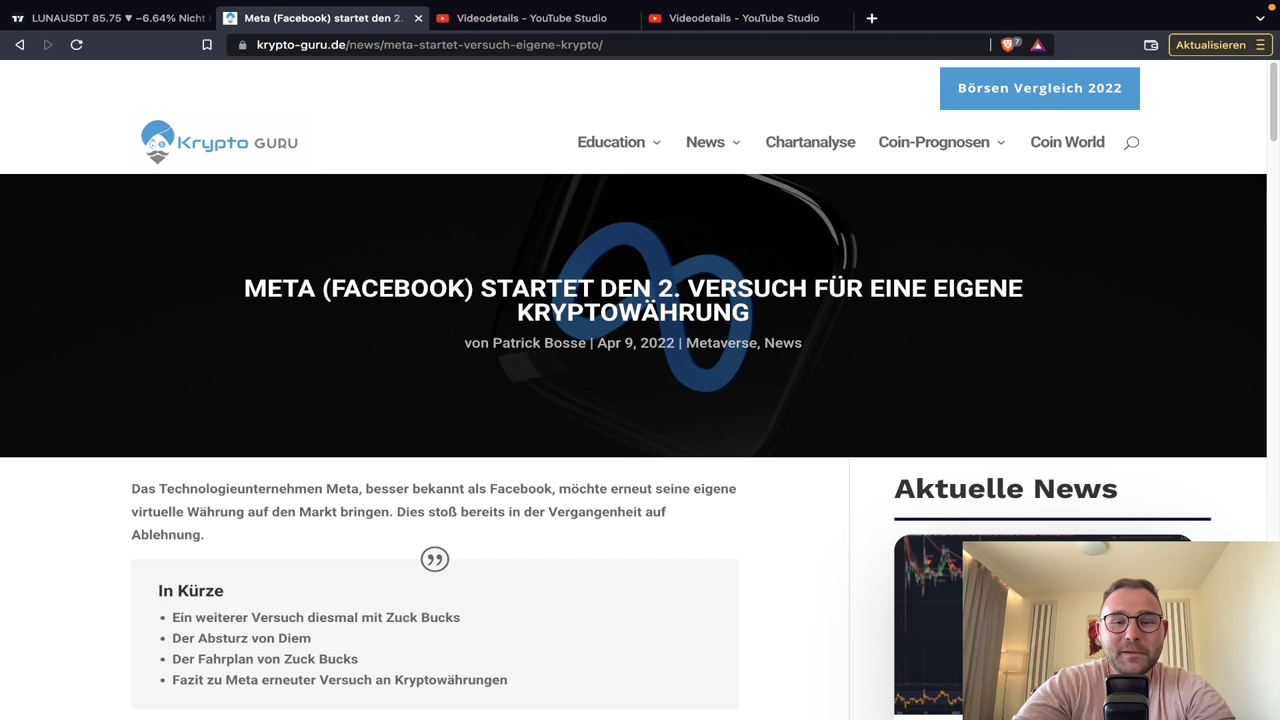 LUNAUSDT 85.75 ▼ −6.64% Nicht
Meta (Facebook) startet den 2.
Videodetails - YouTube Studio
Videodetails - YouTube Studio
krypto-guru.de/news/meta-startet-versuch-eigene-krypto/
7
Aktualisieren
Börsen Vergleich 2022
Krypto GURU
Education
News
Chartanalyse
Coin-Prognosen
Coin World
META (FACEBOOK) STARTET DEN 2. VERSUCH FÜR EINE EIGENE
KRYPTOWÄHRUNG
von Patrick Bosse | Apr 9, 2022 | Metaverse, News
Das Technologieunternehmen Meta, besser bekannt als Facebook, möchte erneut seine eigene
virtuelle Währung auf den Markt bringen. Dies stoß bereits in der Vergangenheit auf
Ablehnung.
In Kürze
• Ein weiterer Versuch diesmal mit Zuck Bucks
• Der Absturz von Diem
• Der Fahrplan von Zuck Bucks
• Fazit zu Meta erneuter Versuch an Kryptowährungen
Aktuelle News